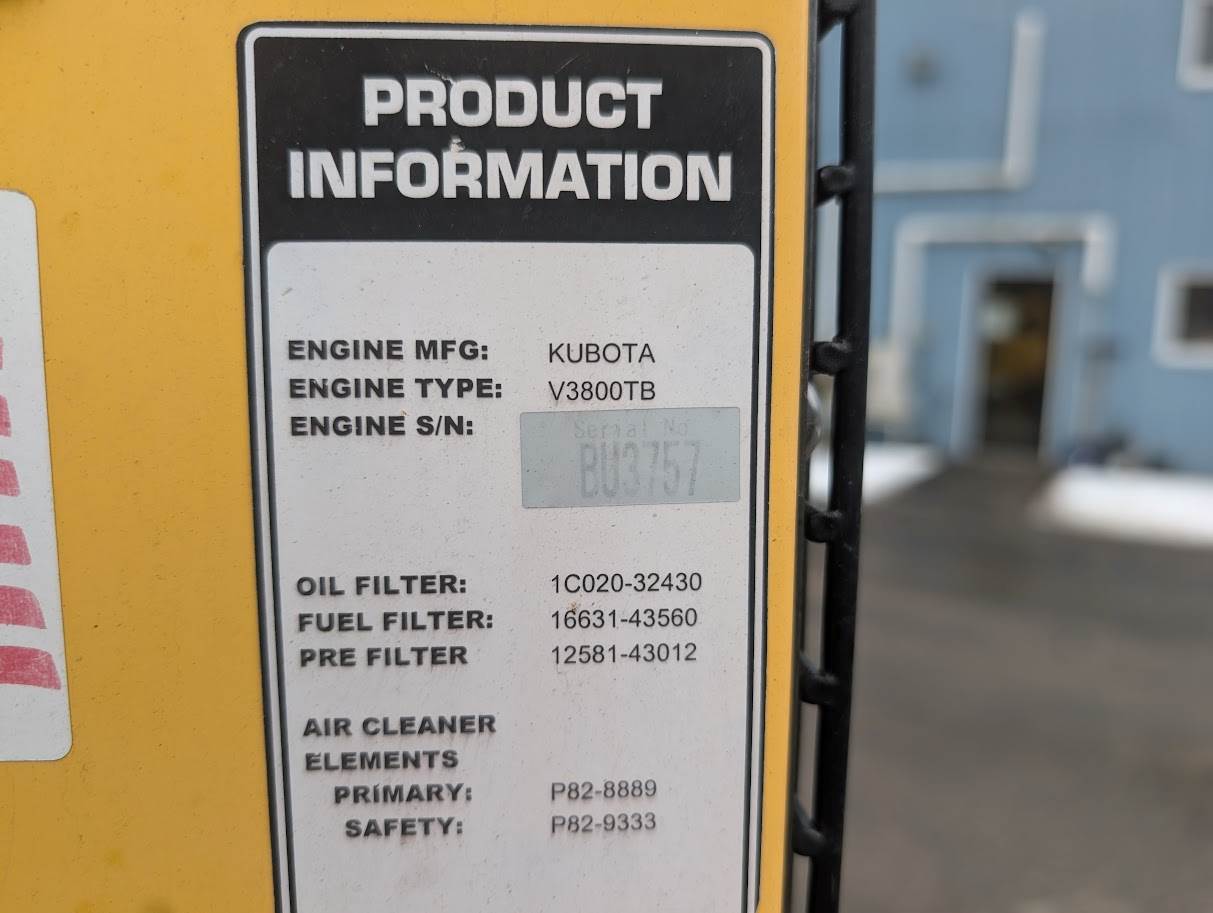 PRODUCT
INFORMATION
ENGINE MFG: KUBOTA
ENGINE TYPE: V3800TB
ENGINE S/N: Serial No
BU3757
OIL FILTER: 1C020-32430
FUEL FILTER: 16631-43560
PRE FILTER 12581-43012
AIR CLEANER
ELEMENTS
PRIMARY: P82-8889
SAFETY: P82-9333